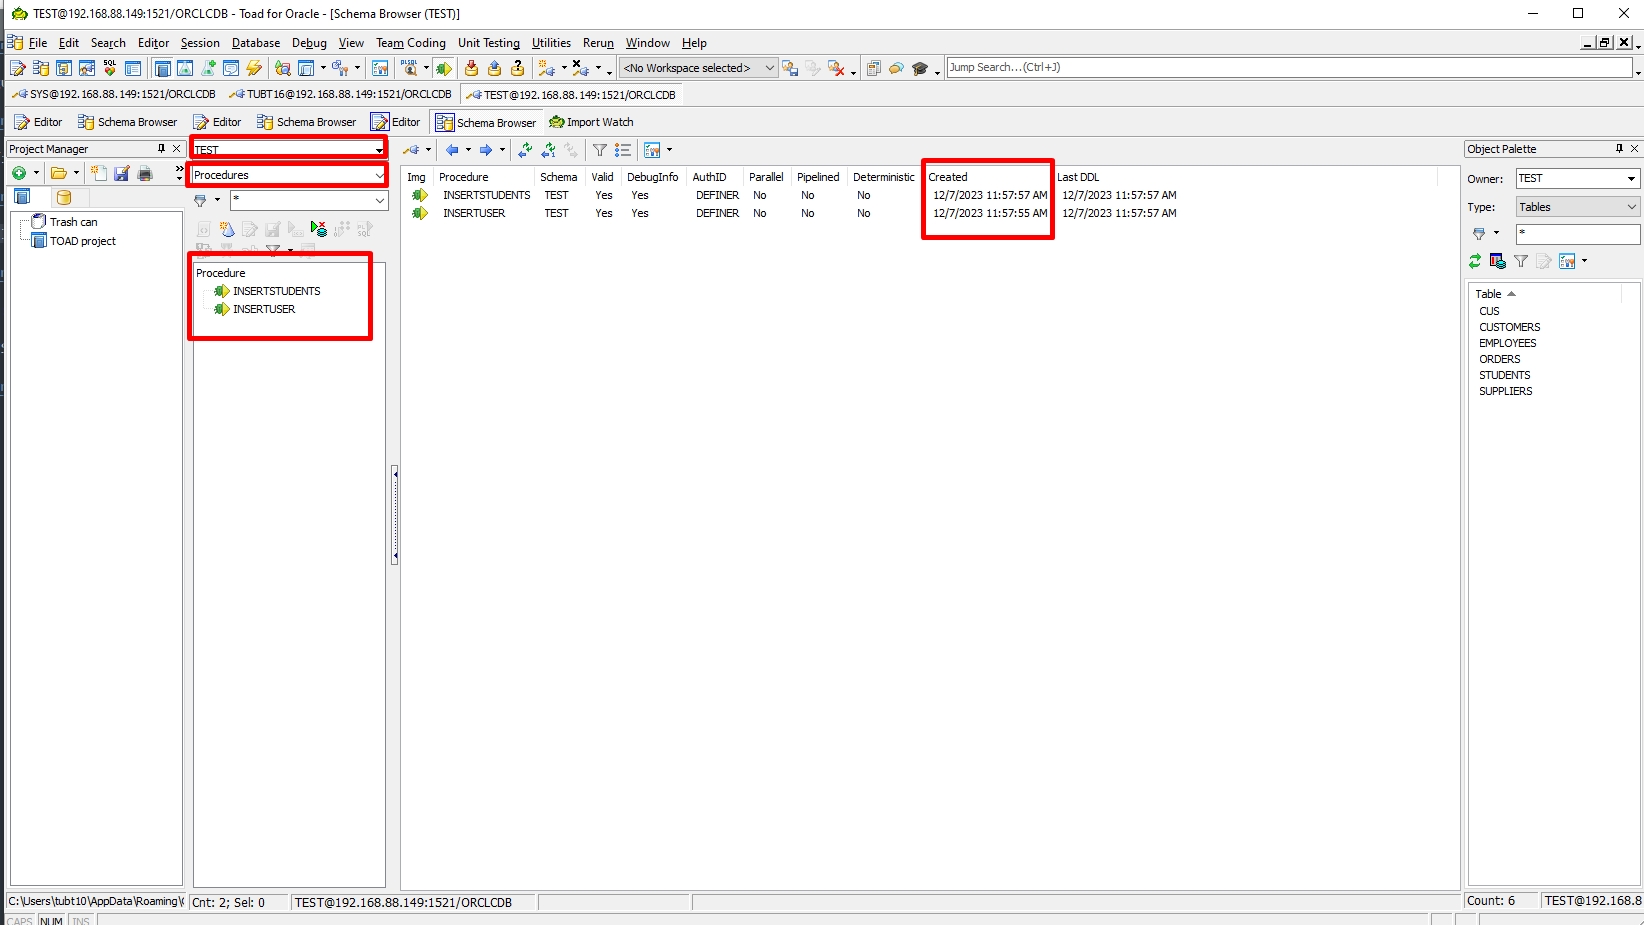 TEST@192.168.88.149:1521/ORCLCDB - Toad for Oracle - [Schema Browser (TEST)]
File Edit Search Editor Session Database Debug View Team Coding Unit Testing Utilities Rerun Window Help
<No Workspace selected> Jump Search...(Ctrl+J)
SYS@192.168.88.149:1521/ORCLCDB TUBT16@192.168.88.149:1521/ORCLCDB TEST@192.168.88.149:1521/ORCLCDB
Editor Schema Browser Editor Schema Browser Editor Schema Browser Import Watch
Project Manager
Trash can
TOAD project
TEST
Procedures
*
Procedure
INSERTSTUDENTS
INSERTUSER
Img Procedure Schema Valid DebugInfo AuthID Parallel Pipelined Deterministic Created Last DDL
INSERTSTUDENTS TEST Yes Yes DEFINER No No No 12/7/2023 11:57:57 AM 12/7/2023 11:57:57 AM
INSERTUSER TEST Yes Yes DEFINER No No No 12/7/2023 11:57:55 AM 12/7/2023 11:57:57 AM
Object Palette
Owner: TEST
Type: Tables
*
Table
CUS
CUSTOMERS
EMPLOYEES
ORDERS
STUDENTS
SUPPLIERS
C:\Users\tubt10\AppData\Roaming\ Cnt: 2; Sel: 0 TEST@192.168.88.149:1521/ORCLCDB Count: 6 TEST@192.168.8
CAPS NUM INS